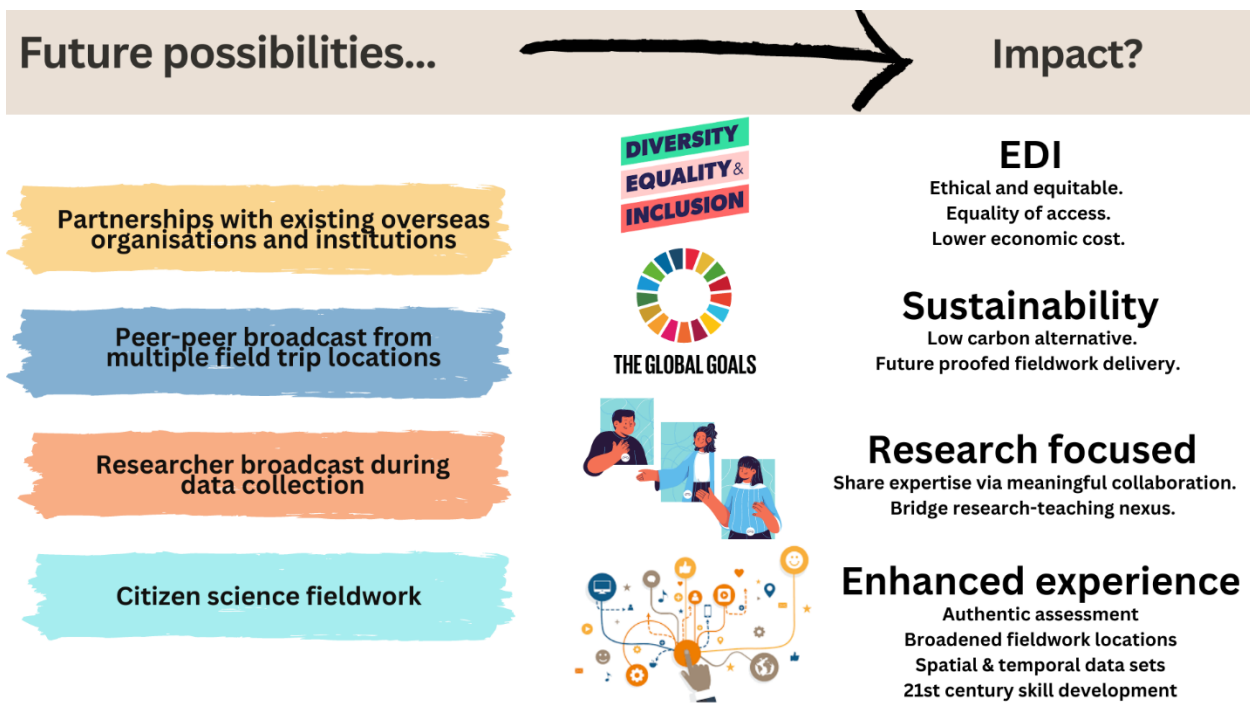 Future possibilities...
Impact?
Partnerships with existing overseas
organisations and institutions
Peer-peer broadcast from
multiple field trip locations
Researcher broadcast during
data collection
Citizen science fieldwork
DIVERSITY
EQUALITY &
INCLUSION
THE GLOBAL GOALS
EDI
Ethical and equitable.
Equality of access.
Lower economic cost.
Sustainability
Low carbon alternative.
Future proofed fieldwork delivery.
Research focused
Share expertise via meaningful collaboration.
Bridge research-teaching nexus.
Enhanced experience
Authentic assessment
Broadened fieldwork locations
Spatial & temporal data sets
21st century skill development